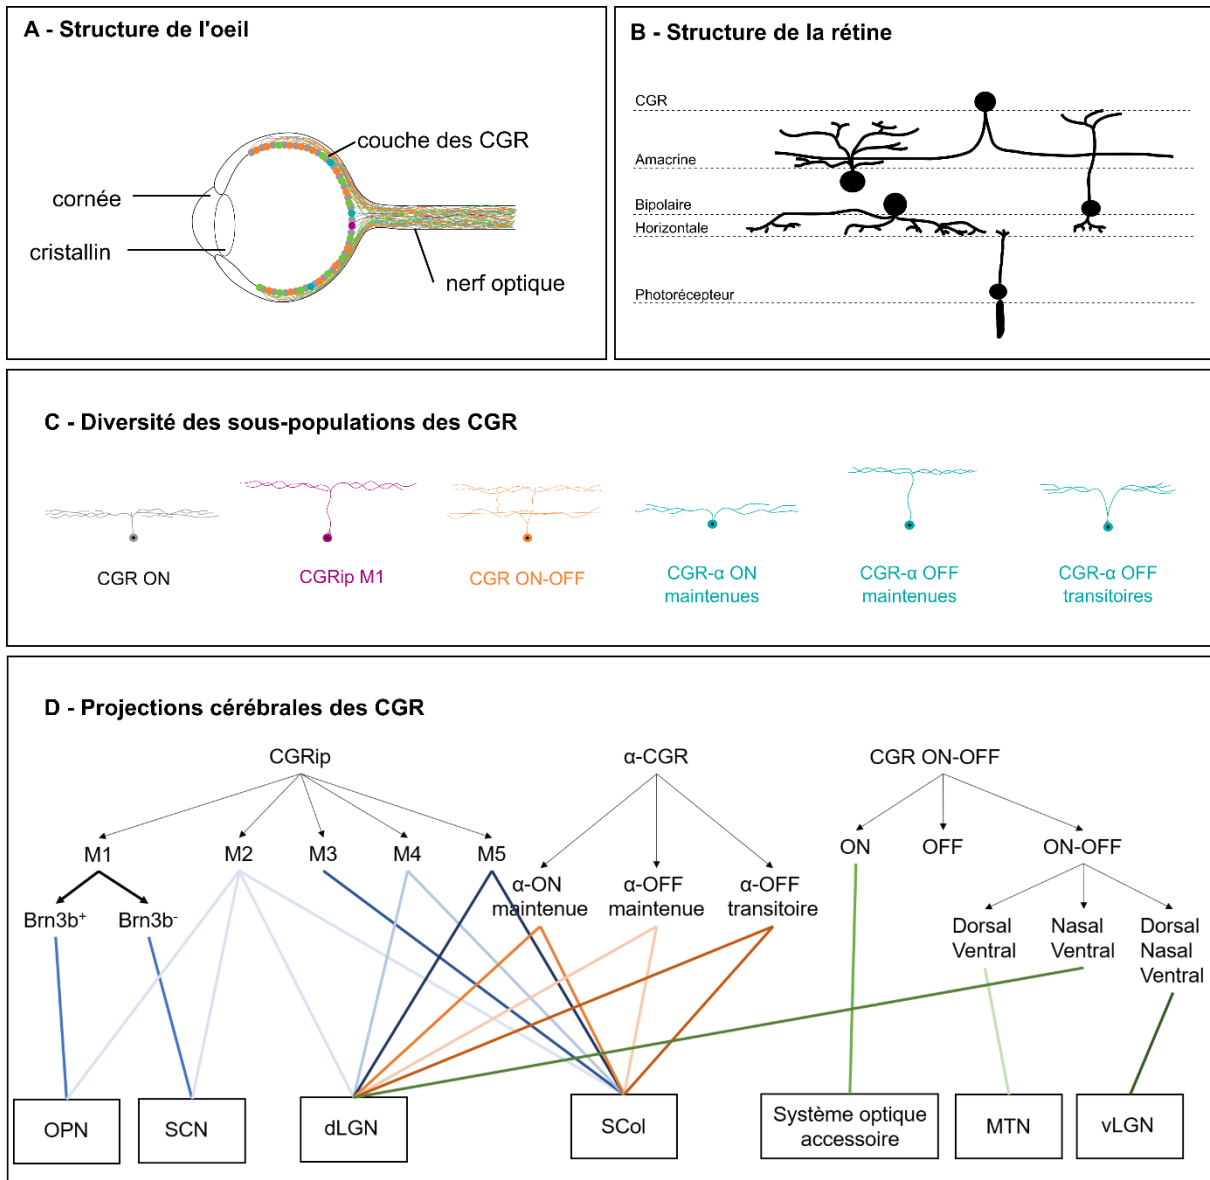 A - Structure de l'oeil
couche des CGR
cornée
cristallin
nerf optique
B - Structure de la rétine
CGR
Amacrine
Bipolaire
Horizontale
Photorécepteur
C - Diversité des sous-populations des CGR
CGR ON
CGRip M1
CGR ON-OFF
CGR-α ON
maintenues
CGR-α OFF
maintenues
CGR-α OFF
transitoires
D - Projections cérébrales des CGR
CGRip
α-CGR
CGR ON-OFF
M1
M2
M3
M4
M5
ON
OFF
ON-OFF
α-ON
maintenue
α-OFF
maintenue
α-OFF
transitoire
Brn3b⁺
Brn3b⁻
Dorsal
Ventral
Nasal
Ventral
Dorsal
Nasal
Ventral
OPN
SCN
dLGN
SCol
Système optique
accessoire
MTN
vLGN